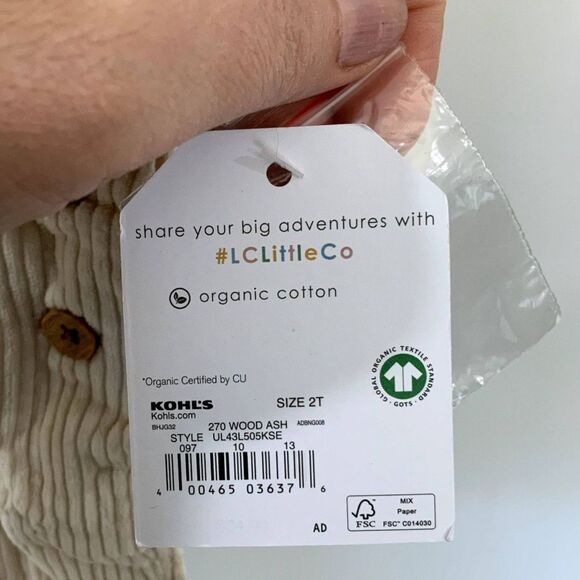 share your big adventures with
#LCLittleCo
organic cotton
*Organic Certified by CU
GLOBAL ORGANIC TEXTILE STANDARD
· GOTS ·
KOHL'S
SIZE 2T
Kohls.com
BHJG32
270 WOOD ASH
ADBNG008
STYLE UL43L505KSE
097 10 13
4 00465 03637 6
AD
FSC
MIX
Paper
FSC™ C014030